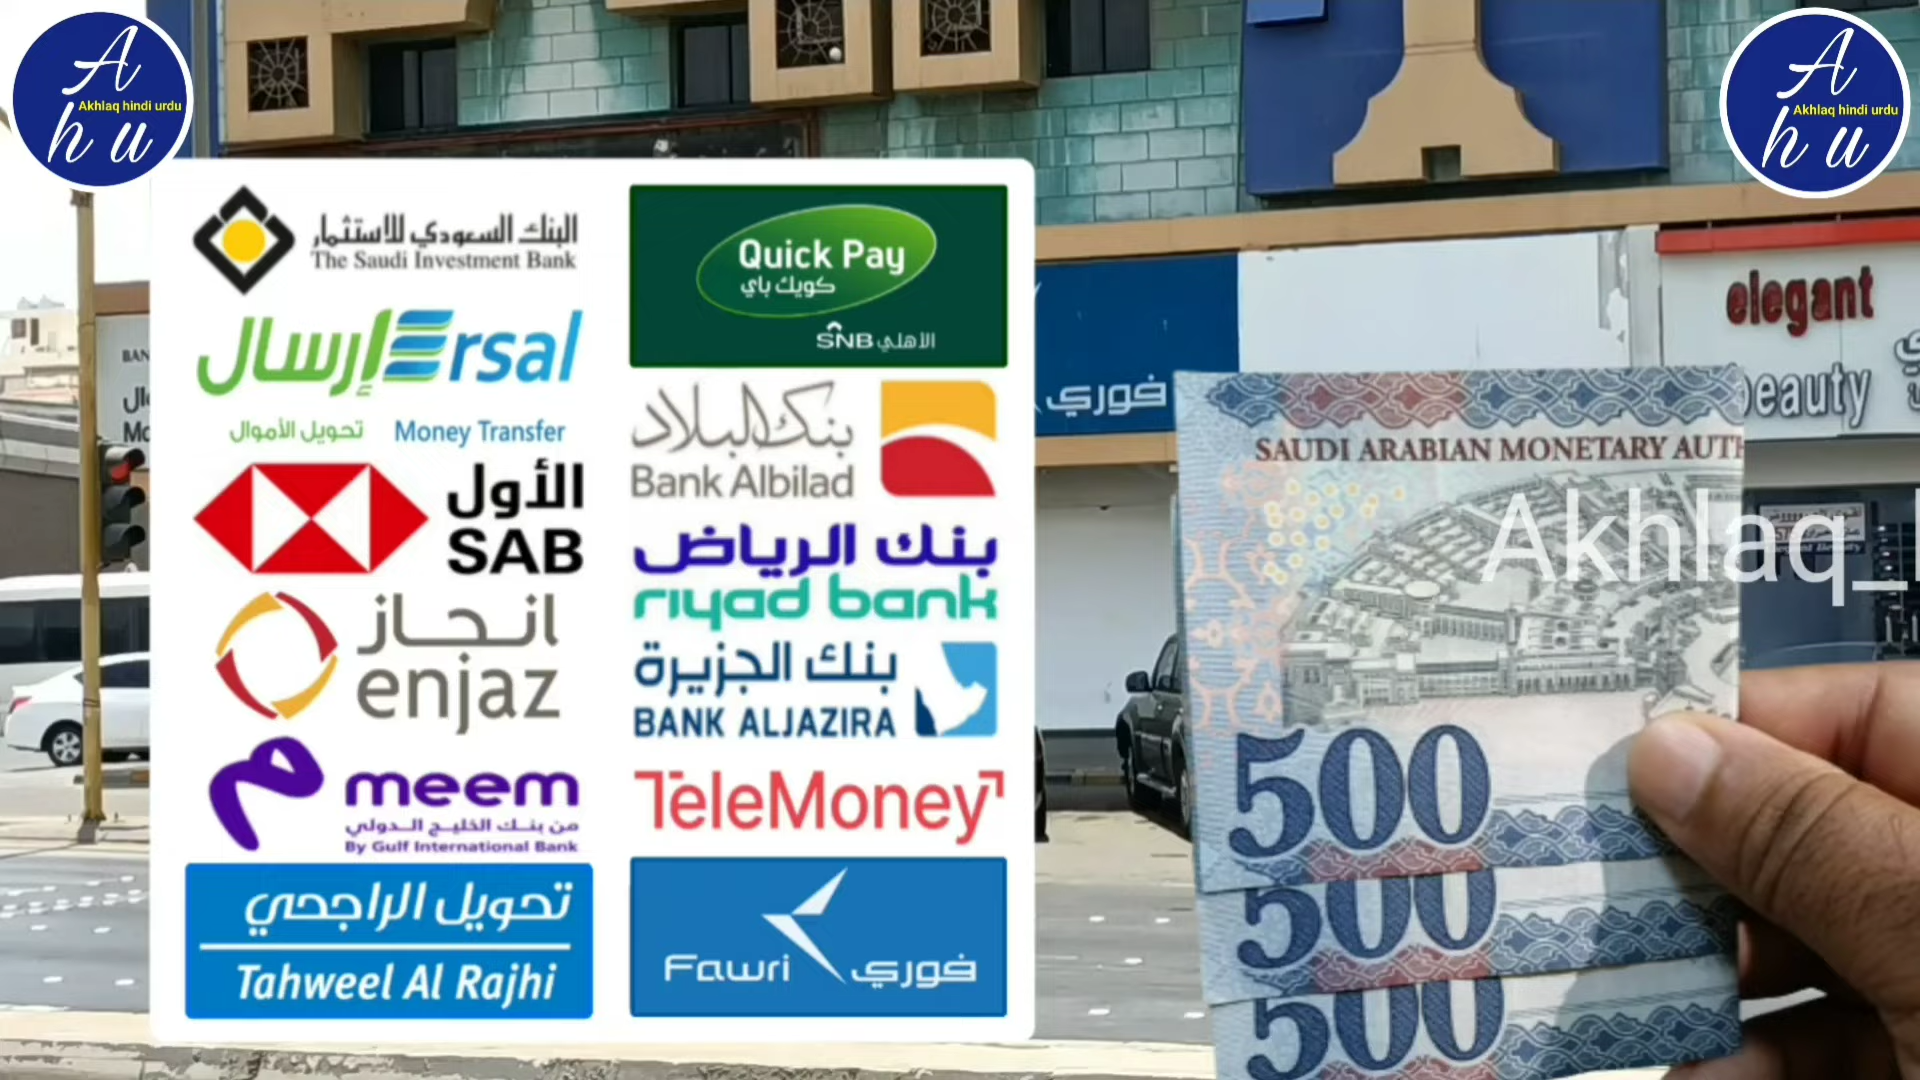 A
Akhlaq hindi urdu
h u
A
Akhlaq hindi urdu
h u
البنك السعودي للاستثمار
The Saudi Investment Bank
إرسال Ersal
تحويل الأموال Money Transfer
الأول
SAB
انجاز
enjaz
meem
من بنك الخليج الدولي
By Gulf International Bank
تحويل الراجحي
Tahweel Al Rajhi
Quick Pay
كويك باي
SNB الأهلي
بنك البلاد
Bank Albilad
بنك الرياض
riyad bank
بنك الجزيرة
BANK ALJAZIRA
TeleMoney
Fawri فوري
فوري
elegant
beauty
SAUDI ARABIAN MONETARY AUTH
Akhlaq_
500
500
500